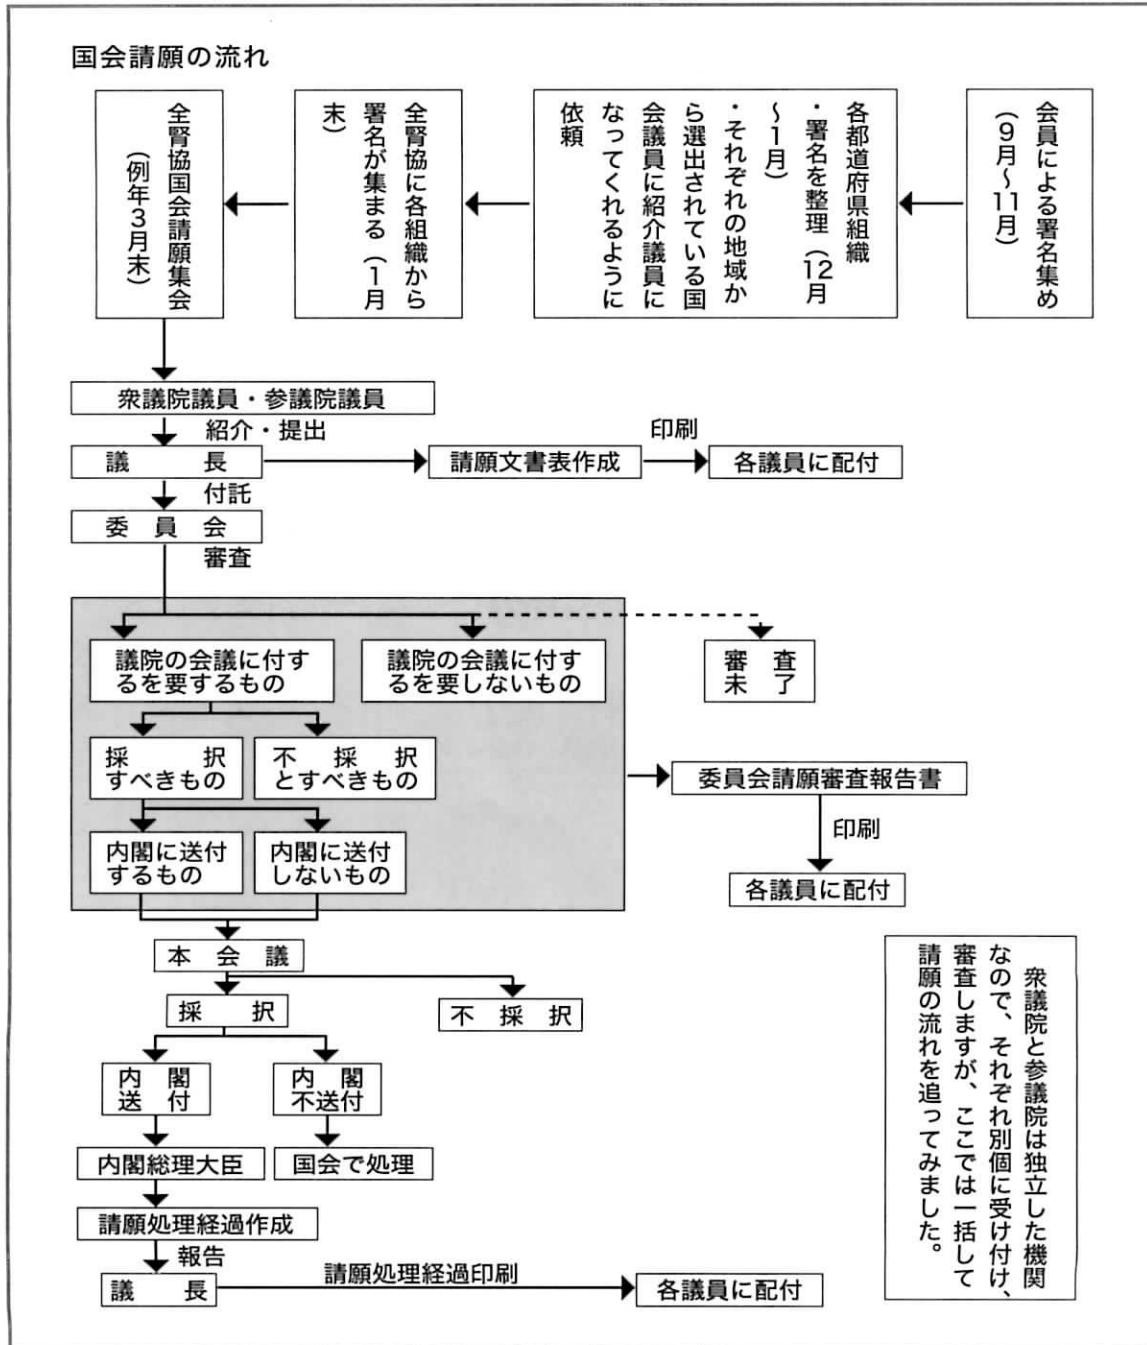 国会請願の流れ
会員による署名集め
(9月〜11月)
各都道府県組織
・署名を整理(12月
〜1月)
・それぞれの地域か
ら選出されている国
会議員に紹介議員に
なってくれるように
依頼
全腎協に各組織から
署名が集まる(1月
末)
全腎協国会請願集会
(例年3月末)
衆議院議員・参議院議員
紹介・提出
議長
請願文書表作成
印刷
各議員に配付
付託
委員会
審査
議院の会議に付す
るを要するもの
議院の会議に付す
るを要しないもの
審査
未了
採択
すべきもの
不採択
とすべきもの
委員会請願審査報告書
印刷
各議員に配付
内閣に送付
するもの
内閣に送付
しないもの
本会議
採択
不採択
内閣
送付
内閣
不送付
内閣総理大臣
国会で処理
請願処理経過作成
報告
議長
請願処理経過印刷
各議員に配付
衆議院と参議院は独立した機関
なので、それぞれ別個に受け付け、
審査しますが、ここでは一括して
請願の流れを追ってみました。